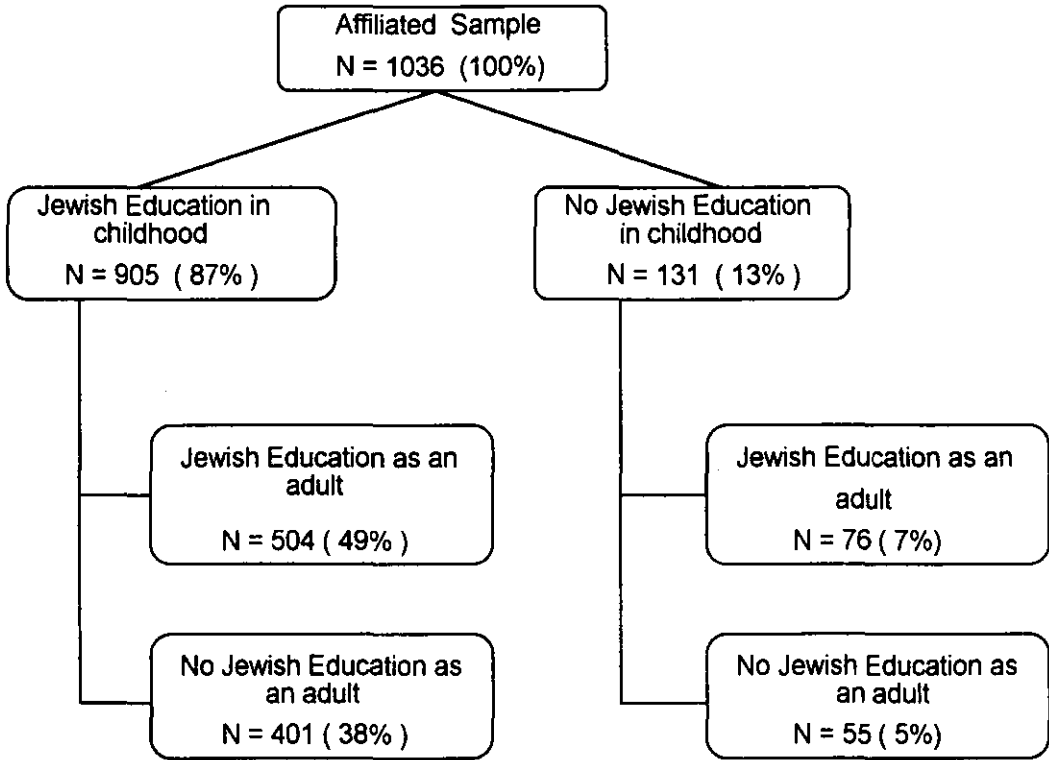 Affiliated Sample
N = 1036 (100%)
Jewish Education in
childhood
N = 905 ( 87% )
No Jewish Education
in childhood
N = 131 ( 13% )
Jewish Education as an
adult
N = 504 ( 49% )
No Jewish Education as
an adult
N = 401 ( 38% )
Jewish Education as an
adult
N = 76 ( 7%)
No Jewish Education as
an adult
N = 55 ( 5%)